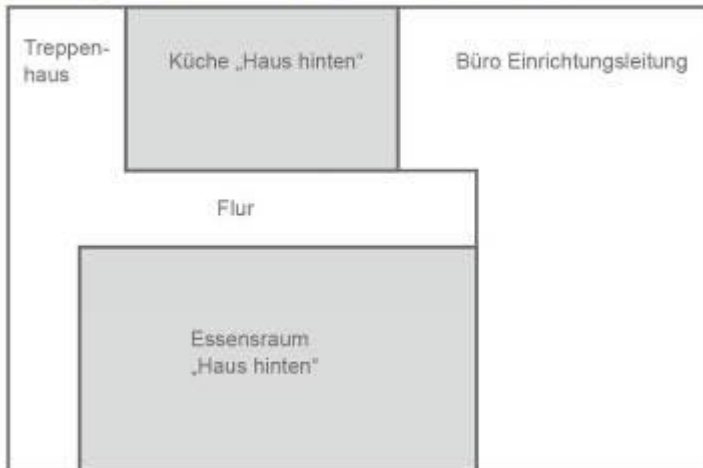 Treppen-
haus
Küche „Haus hinten“
Büro Einrichtungsleitung
Flur
Essensraum
„Haus hinten“